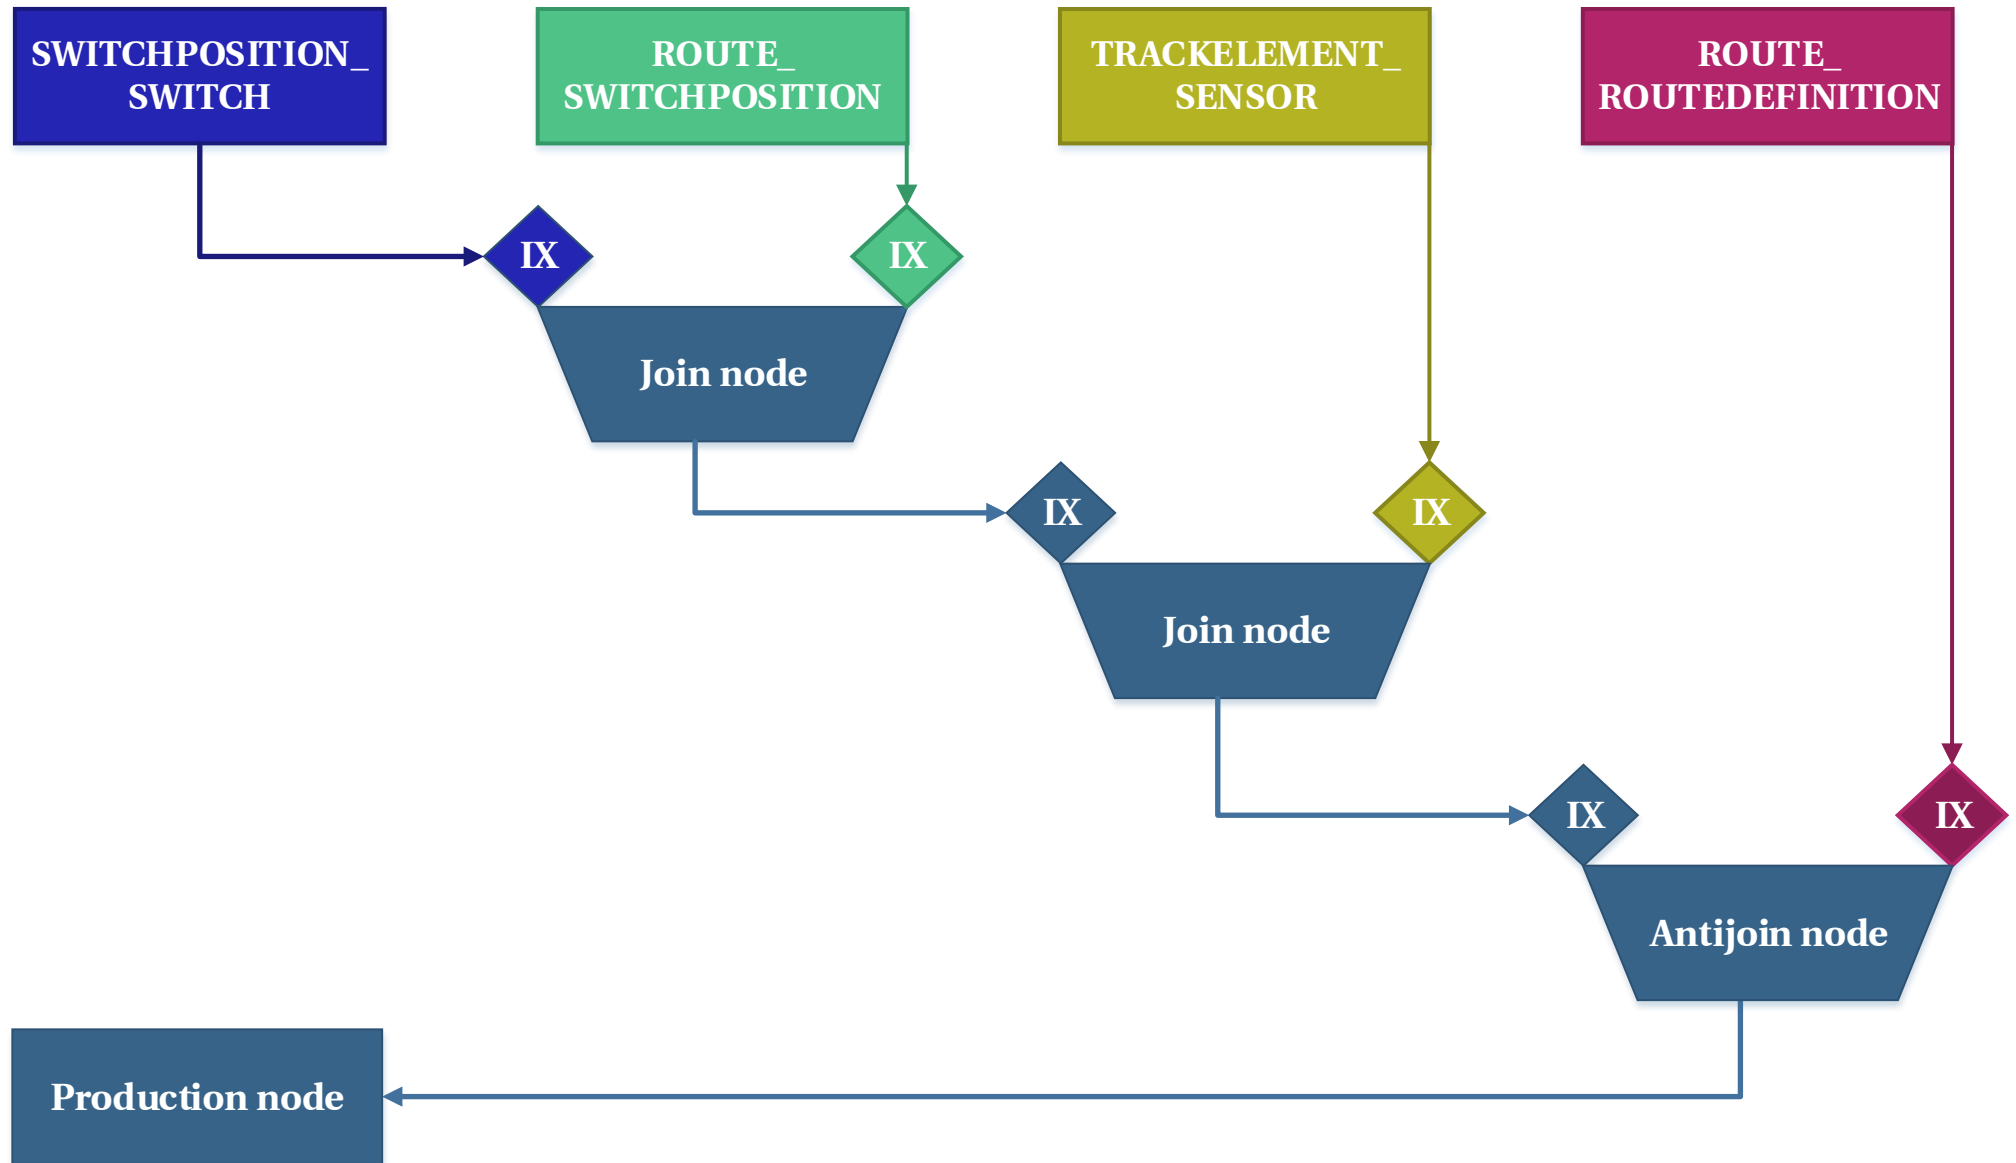 SWITCHPOSITION_
SWITCH
ROUTE_
SWITCHPOSITION
TRACKELEMENT_
SENSOR
ROUTE_
ROUTEDEFINITION
IX
IX
Join node
IX
IX
Join node
IX
IX
Antijoin node
Production node